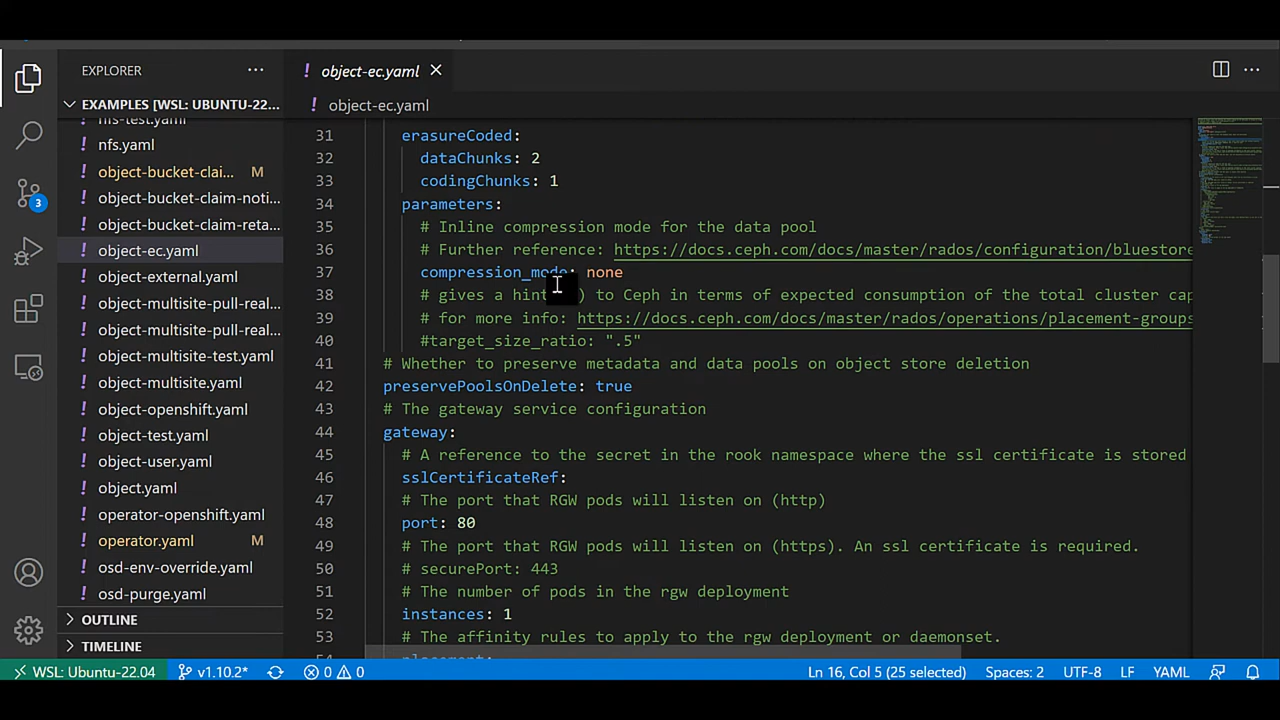 EXPLORER
EXAMPLES [WSL: UBUNTU-22...
nfs-test.yaml
nfs.yaml
object-bucket-clai... M
object-bucket-claim-noti...
object-bucket-claim-reta...
object-ec.yaml
object-external.yaml
object-multisite-pull-real...
object-multisite-pull-real...
object-multisite-test.yaml
object-multisite.yaml
object-openshift.yaml
object-test.yaml
object-user.yaml
object.yaml
operator-openshift.yaml
operator.yaml M
osd-env-override.yaml
osd-purge.yaml
OUTLINE
TIMELINE
3
! object-ec.yaml
! object-ec.yaml
31 erasureCoded:
32 dataChunks: 2
33 codingChunks: 1
34 parameters:
35 # Inline compression mode for the data pool
36 # Further reference: https://docs.ceph.com/docs/master/rados/configuration/bluestore
37 compression_mode: none
38 # gives a hint ) to Ceph in terms of expected consumption of the total cluster cap
39 # for more info: https://docs.ceph.com/docs/master/rados/operations/placement-groups
40 #target_size_ratio: ".5"
41 # Whether to preserve metadata and data pools on object store deletion
42 preservePoolsOnDelete: true
43 # The gateway service configuration
44 gateway:
45 # A reference to the secret in the rook namespace where the ssl certificate is stored
46 sslCertificateRef:
47 # The port that RGW pods will listen on (http)
48 port: 80
49 # The port that RGW pods will listen on (https). An ssl certificate is required.
50 # securePort: 443
51 # The number of pods in the rgw deployment
52 instances: 1
53 # The affinity rules to apply to the rgw deployment or daemonset.
54 placement:
WSL: Ubuntu-22.04 v1.10.2* 0 0 Ln 16, Col 5 (25 selected) Spaces: 2 UTF-8 LF YAML